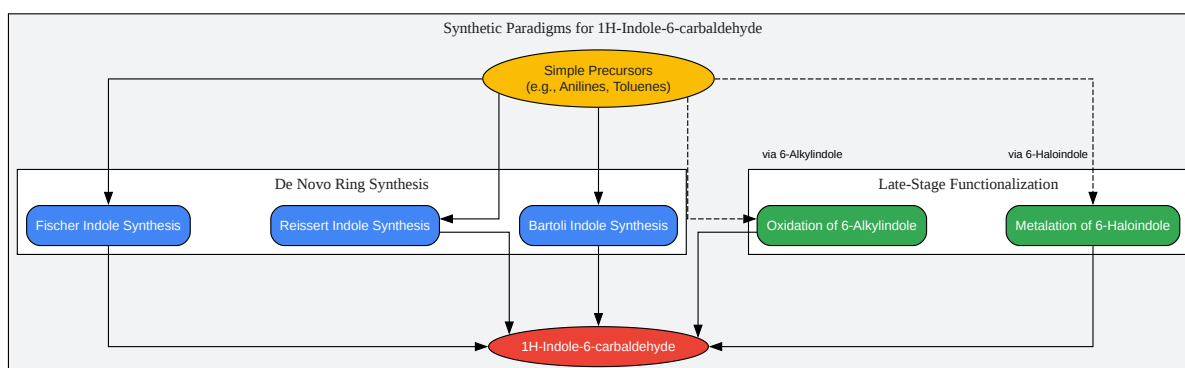 Synthetic Paradigms for 1H-Indole-6-carbaldehyde
Simple Precursors
(e.g., Anilines, Toluenes)
via 6-Alkylindole
via 6-Haloindole
De Novo Ring Synthesis
Late-Stage Functionalization
Fischer Indole Synthesis
Reissert Indole Synthesis
Bartoli Indole Synthesis
Oxidation of 6-Alkylindole
Metalation of 6-Haloindole
1H-Indole-6-carbaldehyde